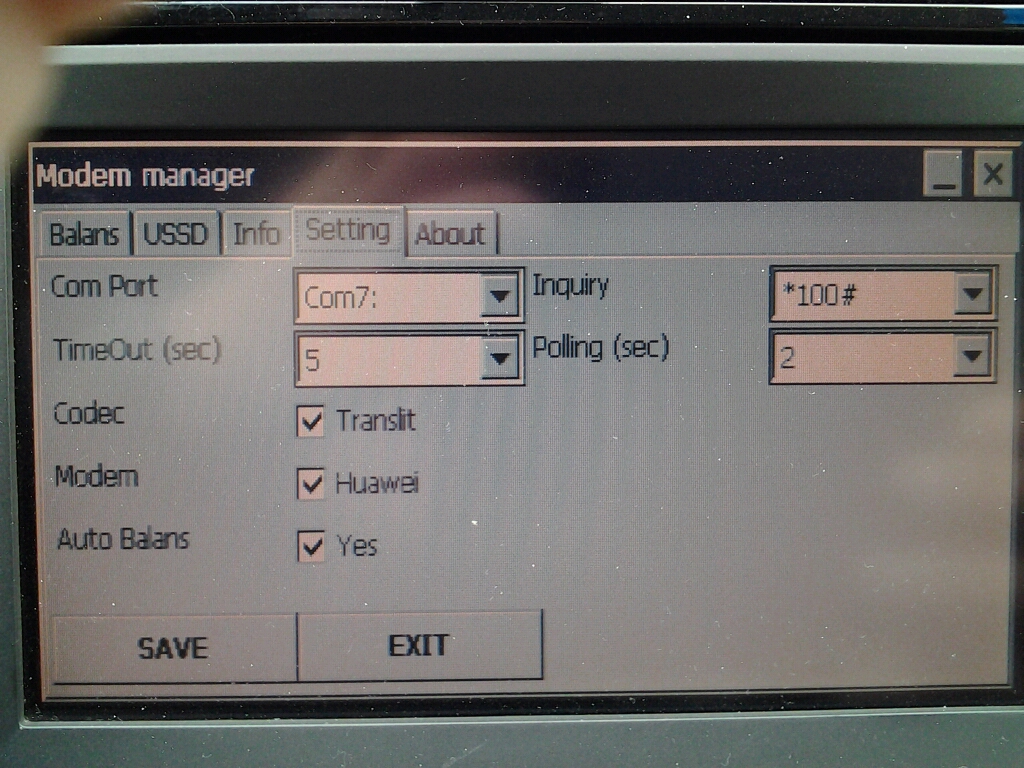 Modem manager
Balans USSD Info Setting About
Com Port Com7: Inquiry *100#
TimeOut (sec) 5 Polling (sec) 2
Codec Translit
Modem Huawei
Auto Balans Yes
SAVE EXIT